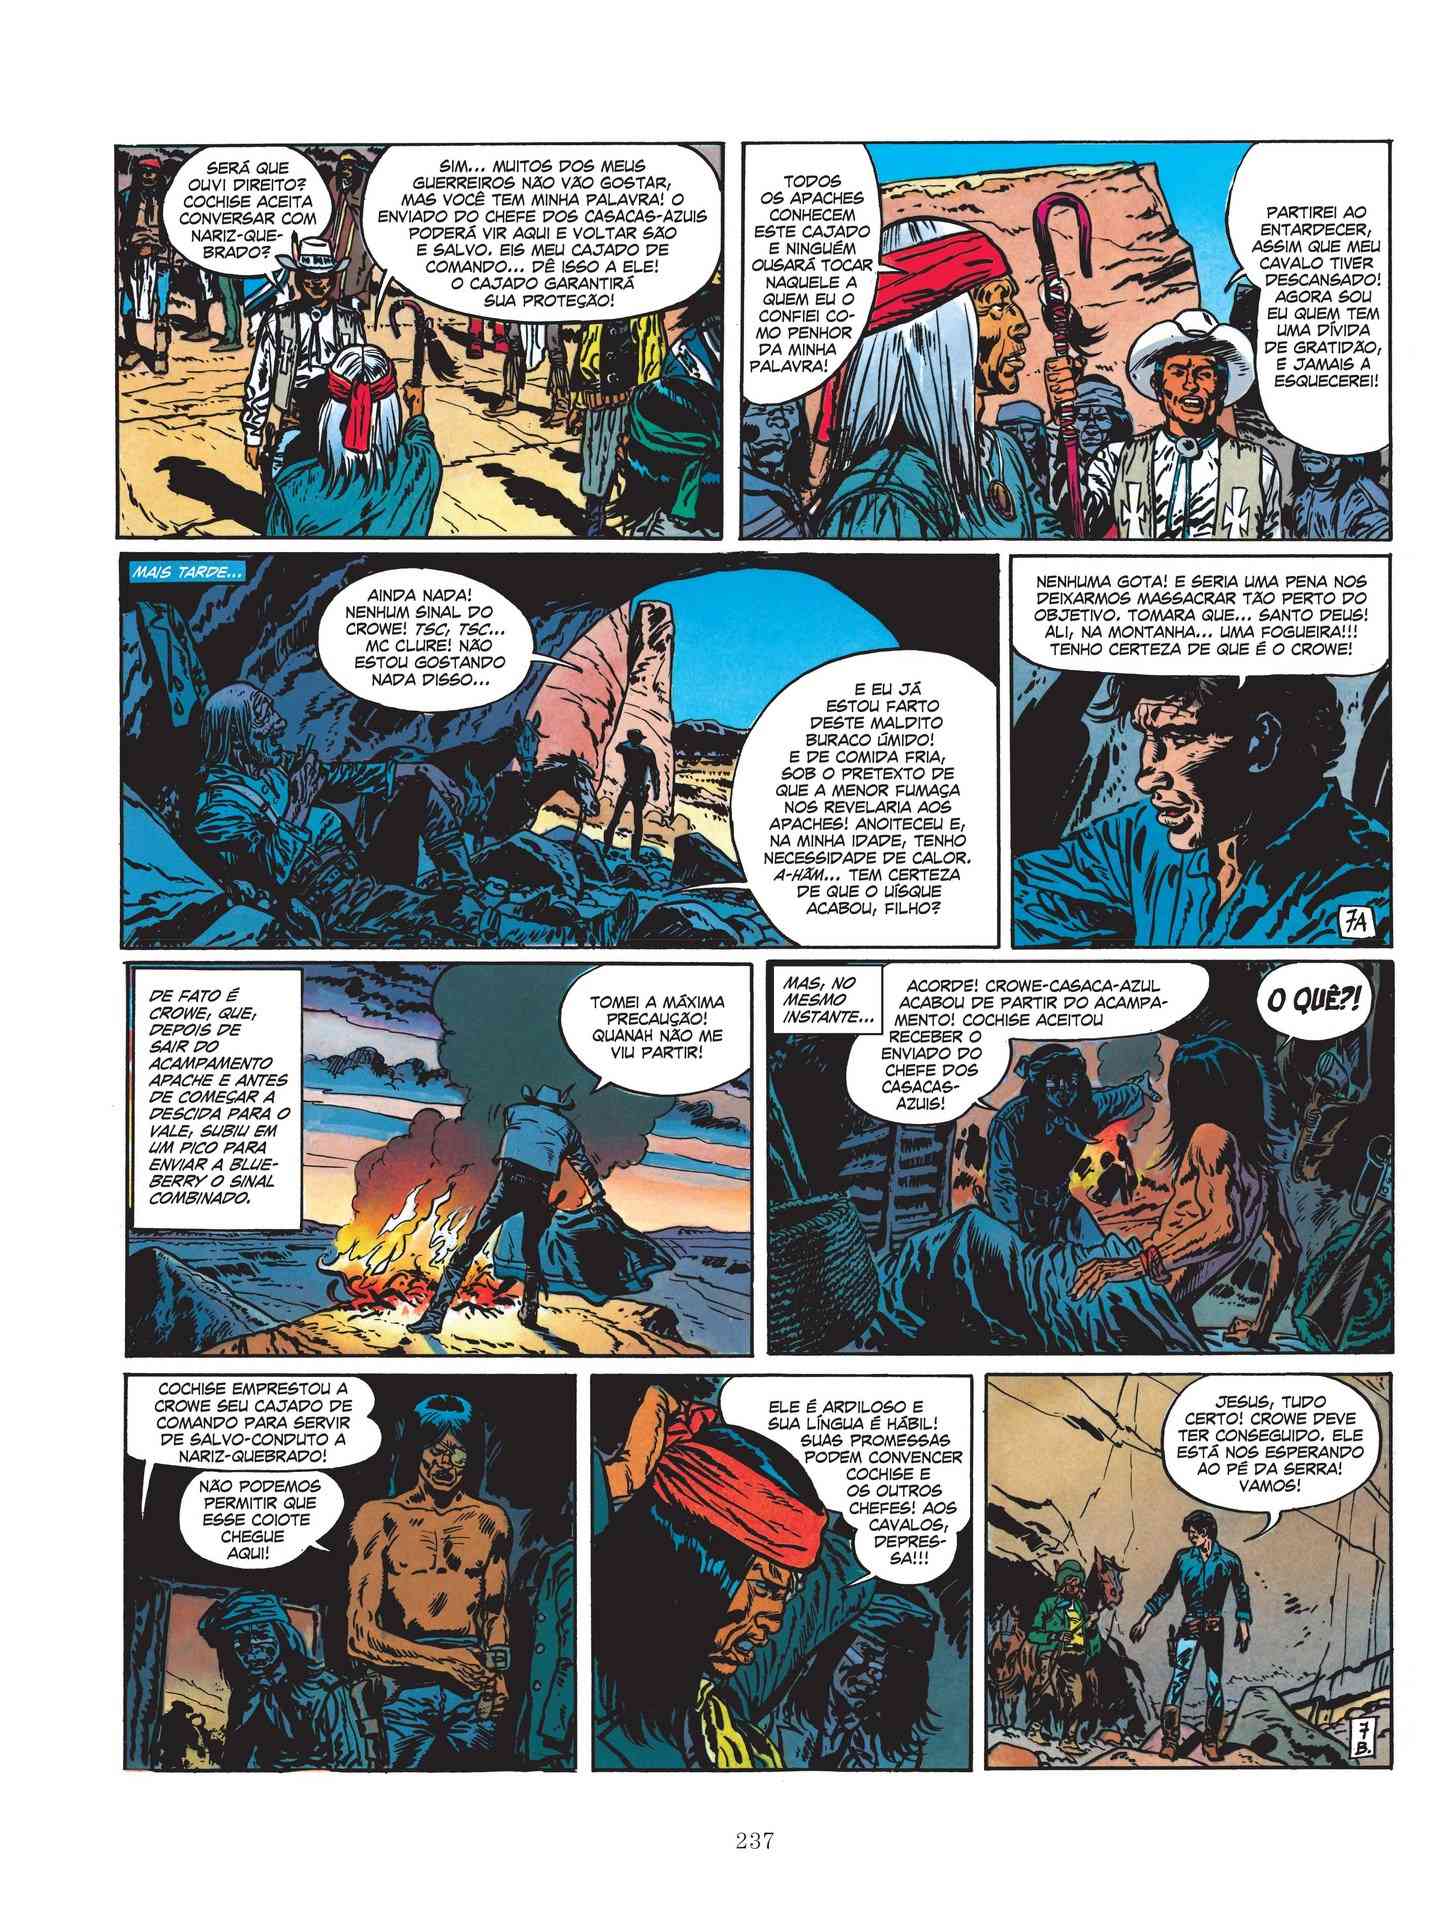 SERÁ QUE
OUVI DIREITO?
COCHISE ACEITA
CONVERSAR COM
NARIZ-QUE-
BRADO?
SIM... MUITOS DOS MEUS
GUERREIROS NÃO VÃO GOSTAR,
MAS VOCÊ TEM MINHA PALAVRA! O
ENVIADO DO CHEFE DOS CASACAS-AZUIS
PODERÁ VIR AQUI E VOLTAR SÃO
E SALVO. EIS MEU CAJADO DE
COMANDO... DÊ ISSO A ELE!
O CAJADO GARANTIRÁ
SUA PROTEÇÃO!
TODOS
OS APACHES
CONHECEM
ESTE CAJADO
E NINGUÉM
OUSARÁ TOCAR
NAQUELE A
QUEM EU O
CONFIEI CO-
MO PENHOR
DA MINHA
PALAVRA!
PARTIREI AO
ENTARDECER,
ASSIM QUE MEU
CAVALO TIVER
DESCANSADO!
AGORA SOU
EU QUEM TEM
UMA DÍVIDA
DE GRATIDÃO,
E JAMAIS A
ESQUECEREI!
MAIS TARDE...
AINDA NADA!
NENHUM SINAL DO
CROWE! TSC, TSC...
MC CLURE! NÃO
ESTOU GOSTANDO
NADA DISSO...
E EU JÁ
ESTOU FARTO
DESTE MALDITO
BURACO ÚMIDO!
E DE COMIDA FRIA,
SOB O PRETEXTO DE
QUE A MENOR FUMAÇA
NOS REVELARIA AOS
APACHES! ANOITECEU E,
NA MINHA IDADE, TENHO
NECESSIDADE DE CALOR.
A-HÃM... TEM CERTEZA
DE QUE O UÍSQUE
ACABOU, FILHO?
NENHUMA GOTA! E SERIA UMA PENA NOS
DEIXARMOS MASSACRAR TÃO PERTO DO
OBJETIVO. TOMARA QUE... SANTO DEUS!
ALI, NA MONTANHA... UMA FOGUEIRA!!!
TENHO CERTEZA DE QUE É O CROWE!
7A
DE FATO É
CROWE, QUE,
DEPOIS DE
SAIR DO
ACAMPAMENTO
APACHE E ANTES
DE COMEÇAR A
DESCIDA PARA O
VALE, SUBIU EM
UM PICO PARA
ENVIAR A BLUE-
BERRY O SINAL
COMBINADO.
TOMEI A MÁXIMA
PRECAUÇÃO!
QUANAH NÃO ME
VIU PARTIR!
MAS, NO
MESMO
INSTANTE...
ACORDE! CROWE-CASACA-AZUL
ACABOU DE PARTIR DO ACAMPA-
MENTO! COCHISE ACEITOU
RECEBER O
ENVIADO DO
CHEFE DOS
CASACAS-
AZUIS!
O QUÊ?!
COCHISE EMPRESTOU A
CROWE SEU CAJADO DE
COMANDO PARA SERVIR
DE SALVO-CONDUTO A
NARIZ-QUEBRADO!
NÃO PODEMOS
PERMITIR QUE
ESSE COIOTE
CHEGUE
AQUI!
ELE É ARDILOSO E
SUA LÍNGUA É HÁBIL!
SUAS PROMESSAS
PODEM CONVENCER
COCHISE E
OS OUTROS
CHEFES! AOS
CAVALOS,
DEPRES-
SA!!!
JESUS, TUDO
CERTO! CROWE DEVE
TER CONSEGUIDO. ELE
ESTÁ NOS ESPERANDO
AO PÉ DA SERRA!
VAMOS!
7
B.
237